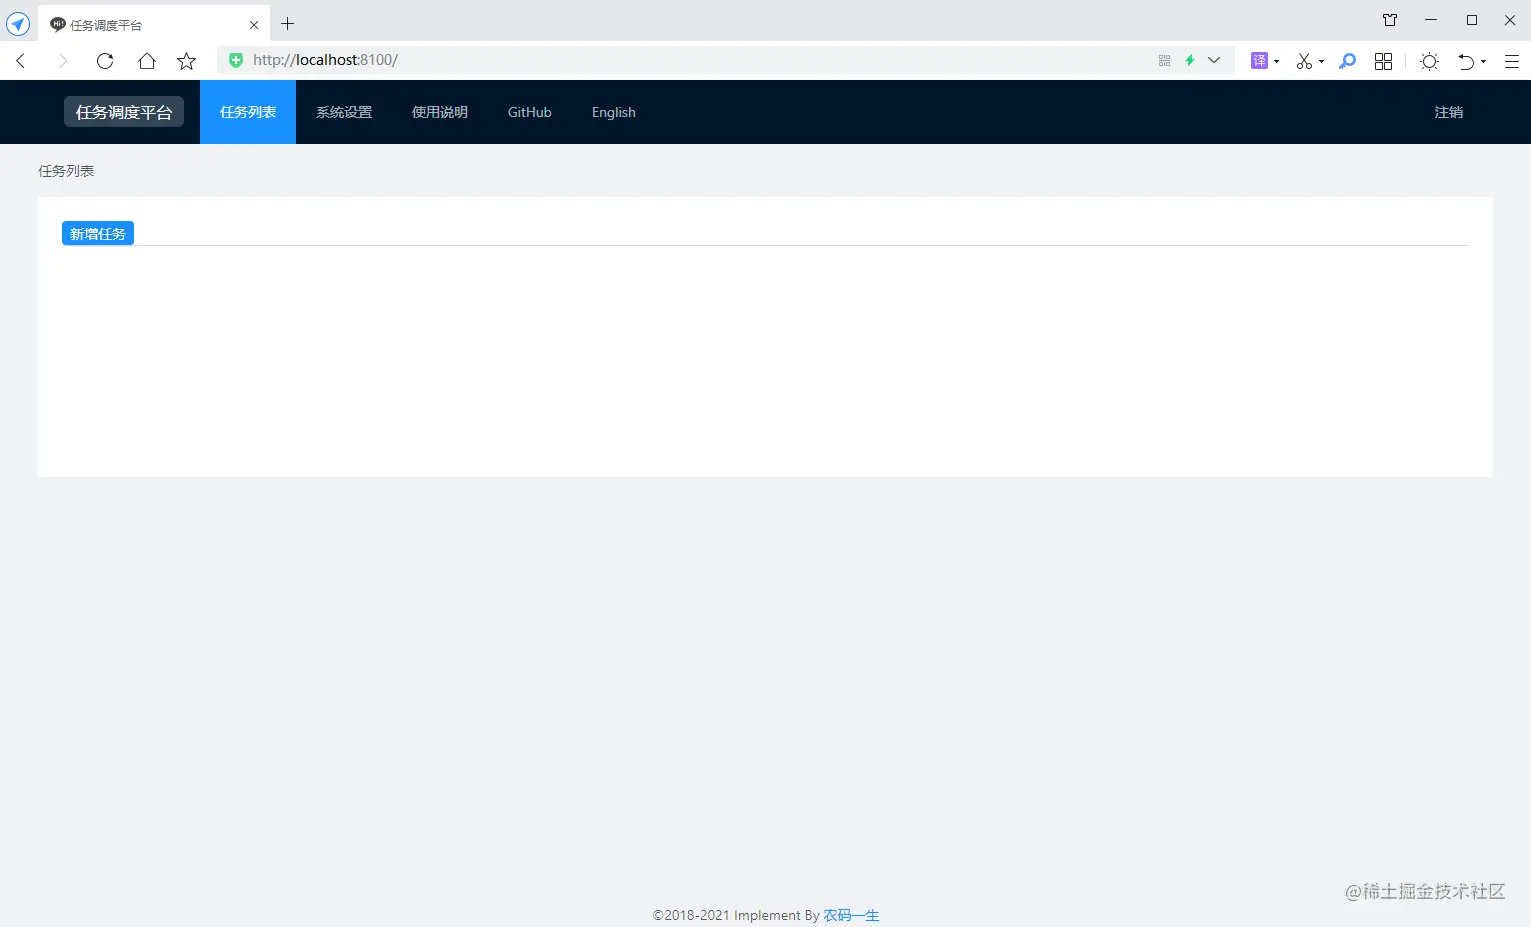 任务调度平台
http://localhost:8100/
译
任务调度平台 任务列表 系统设置 使用说明 GitHub English 注销
任务列表
新增任务
@稀土掘金技术社区
©2018-2021 Implement By 农码一生